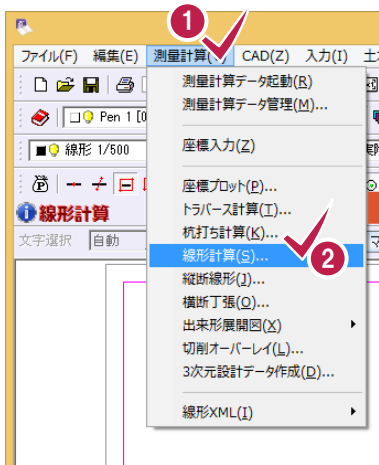 1
ファイル(F) 編集(E) 測量計算( CAD(Z) 入力(I)
Pen 1 [0
線形 1/500
線形計算
文字選択 自動
測量計算データ起動(R)
測量計算データ管理(M)...
座標入力(Z)
座標プロット(P)...
トラバース計算(T)...
杭打ち計算(K)...
線形計算(S)...
2
縦断線形(J)...
横断丁張(O)...
出来形展開図(X)
切削オーバーレイ(L)...
3次元設計データ作成(D)...
線形XML(I)